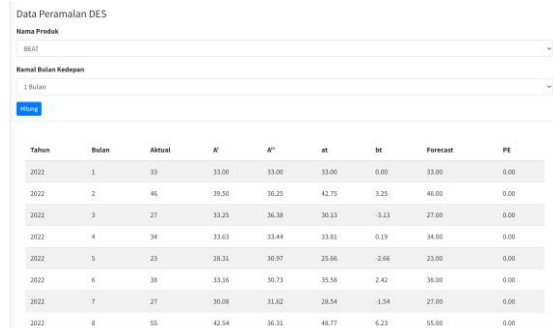 Data Peramalan DES
Nama Produk
BEAT
Ramal Bulan Kedepan
1 Bulan
Hitung
Tahun Bulan Aktual A' A'' at bt Forecast PE
2022 1 33 33.00 33.00 33.00 0.00 33.00 0.00
2022 2 46 39.50 36.25 42.75 3.25 46.00 0.00
2022 3 27 33.25 36.38 30.13 -3.13 27.00 0.00
2022 4 34 33.63 33.44 33.81 0.19 34.00 0.00
2022 5 23 28.31 30.97 25.66 -2.66 23.00 0.00
2022 6 38 33.16 30.73 35.58 2.42 38.00 0.00
2022 7 27 30.08 31.62 28.54 -1.54 27.00 0.00
2022 8 55 42.54 36.31 48.77 6.23 55.00 0.00